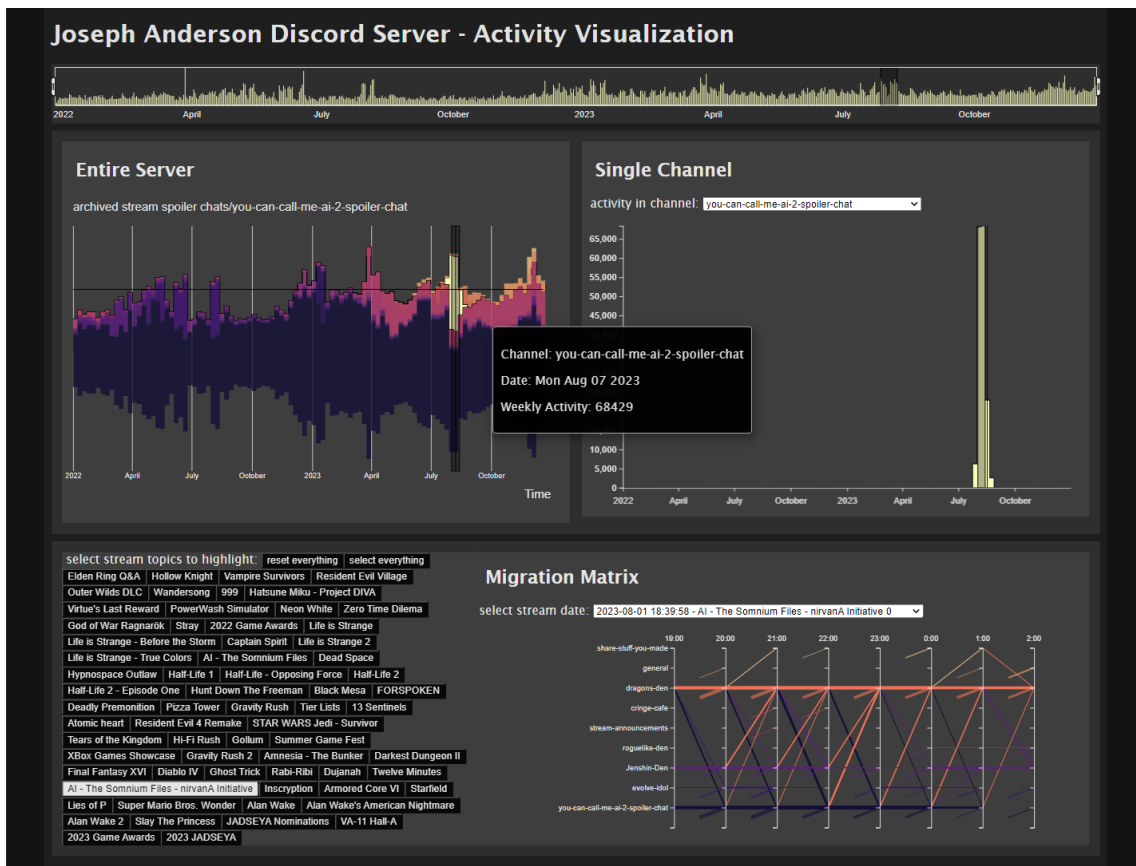 Joseph Anderson Discord Server - Activity Visualization
2022 April July October 2023 April July October
Entire Server
archived stream spoiler chats/you-can-call-me-ai-2-spoiler-chat
2022 April July October 2023 April July October
Time
Single Channel
activity in channel: you-can-call-me-ai-2-spoiler-chat
65,000
60,000
55,000
50,000
45,000
10,000
5,000
0
2022 April July October 2023 April July October
Channel: you-can-call-me-ai-2-spoiler-chat
Date: Mon Aug 07 2023
Weekly Activity: 68429
select stream topics to highlight: reset everything select everything
Elden Ring Q&A Hollow Knight Vampire Survivors Resident Evil Village
Outer Wilds DLC Wandersong 999 Hatsune Miku - Project DIVA
Virtue's Last Reward PowerWash Simulator Neon White Zero Time Dilema
God of War Ragnarök Stray 2022 Game Awards Life is Strange
Life is Strange - Before the Storm Captain Spirit Life is Strange 2
Life is Strange - True Colors AI - The Somnium Files Dead Space
Hypnospace Outlaw Half-Life 1 Half-Life - Opposing Force Half-Life 2
Half-Life 2 - Episode One Hunt Down The Freeman Black Mesa FORSPOKEN
Deadly Premonition Pizza Tower Gravity Rush Tier Lists 13 Sentinels
Atomic heart Resident Evil 4 Remake STAR WARS Jedi - Survivor
Tears of the Kingdom Hi-Fi Rush Gollum Summer Game Fest
XBox Games Showcase Gravity Rush 2 Amnesia - The Bunker Darkest Dungeon II
Final Fantasy XVI Diablo IV Ghost Trick Rabi-Ribi Dujanah Twelve Minutes
AI - The Somnium Files - nirvanA Initiative Inscryption Armored Core VI Starfield
Lies of P Super Mario Bros. Wonder Alan Wake Alan Wake's American Nightmare
Alan Wake 2 Slay The Princess JADSEYA Nominations VA-11 Hall-A
2023 Game Awards 2023 JADSEYA
Migration Matrix
select stream date: 2023-08-01 18:39:58 - AI - The Somnium Files - nirvanA Initiative 0
19:00 20:00 21:00 22:00 23:00 0:00 1:00 2:00
share-stuff-you-made
general
dragons-den
cringe-cafe
stream-announcements
roguelike-den
Jenshin-Den
evolve-idol
you-can-call-me-ai-2-spoiler-chat